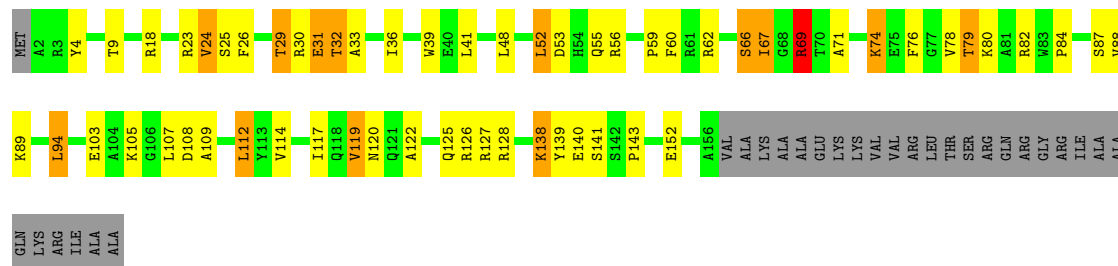 MET A2 R3 Y4 T9 R18 R23 V24 S25 F26 T29 R30 E31 T32 A33 I36 W39 E40 L41 L48 L52 D53 H54 Q55 R56 P59 F60 R61 R62 S66 I67 G68 R69 T70 A71 K74 E75 F76 G77 V78 T79 K80 A81 R82 W83 P84 S87 V88
K89 L94 E103 A104 K105 G106 L107 D108 A109 L112 Y113 V114 I117 Q118 V119 N120 Q121 A122 Q125 R126 R127 R128 K138 Y139 E140 S141 S142 P143 E152 A156 VAL ALA LYS ALA ALA GLU LYS LYS VAL VAL ARG LEU THR SER ARG GLN ARG GLY ARG ILE ALA ALA
GLN LYS ARG ILE ALA ALA